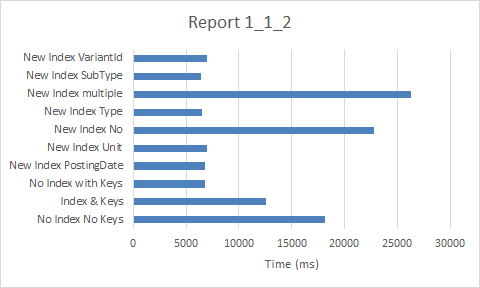 Report 1_1_2
New Index VariantId
New Index SubType
New Index multiple
New Index Type
New Index No
New Index Unit
New Index PostingDate
No Index with Keys
Index & Keys
No Index No Keys
0 5000 10000 15000 20000 25000 30000
Time (ms)